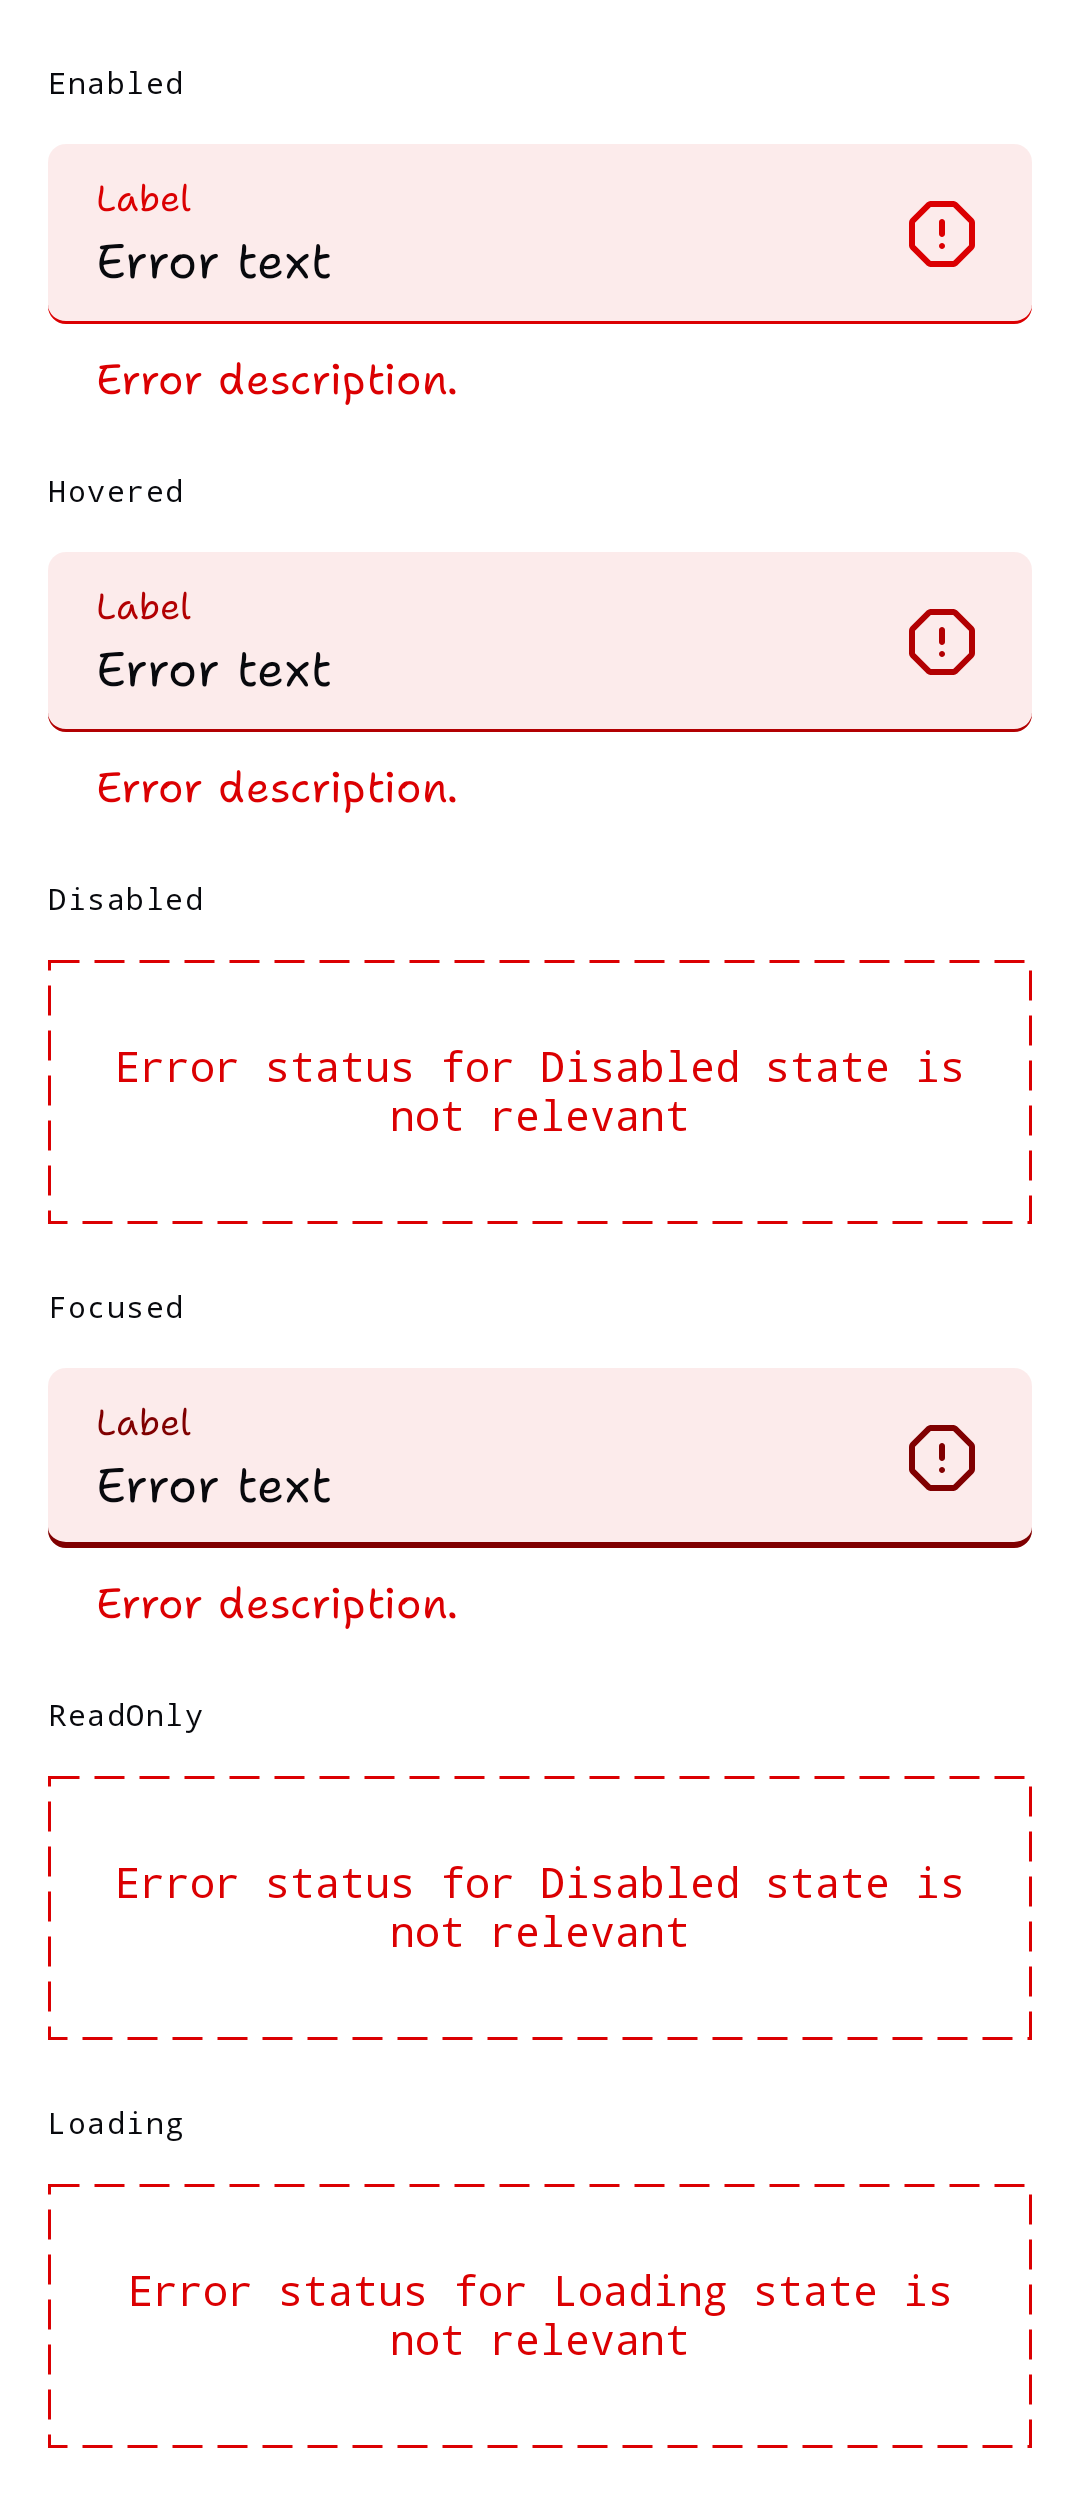 Enabled
Label
Error text
Error description.
Hovered
Label
Error text
Error description.
Disabled
Error status for Disabled state is
not relevant
Focused
Label
Error text
Error description.
ReadOnly
Error status for Disabled state is
not relevant
Loading
Error status for Loading state is
not relevant